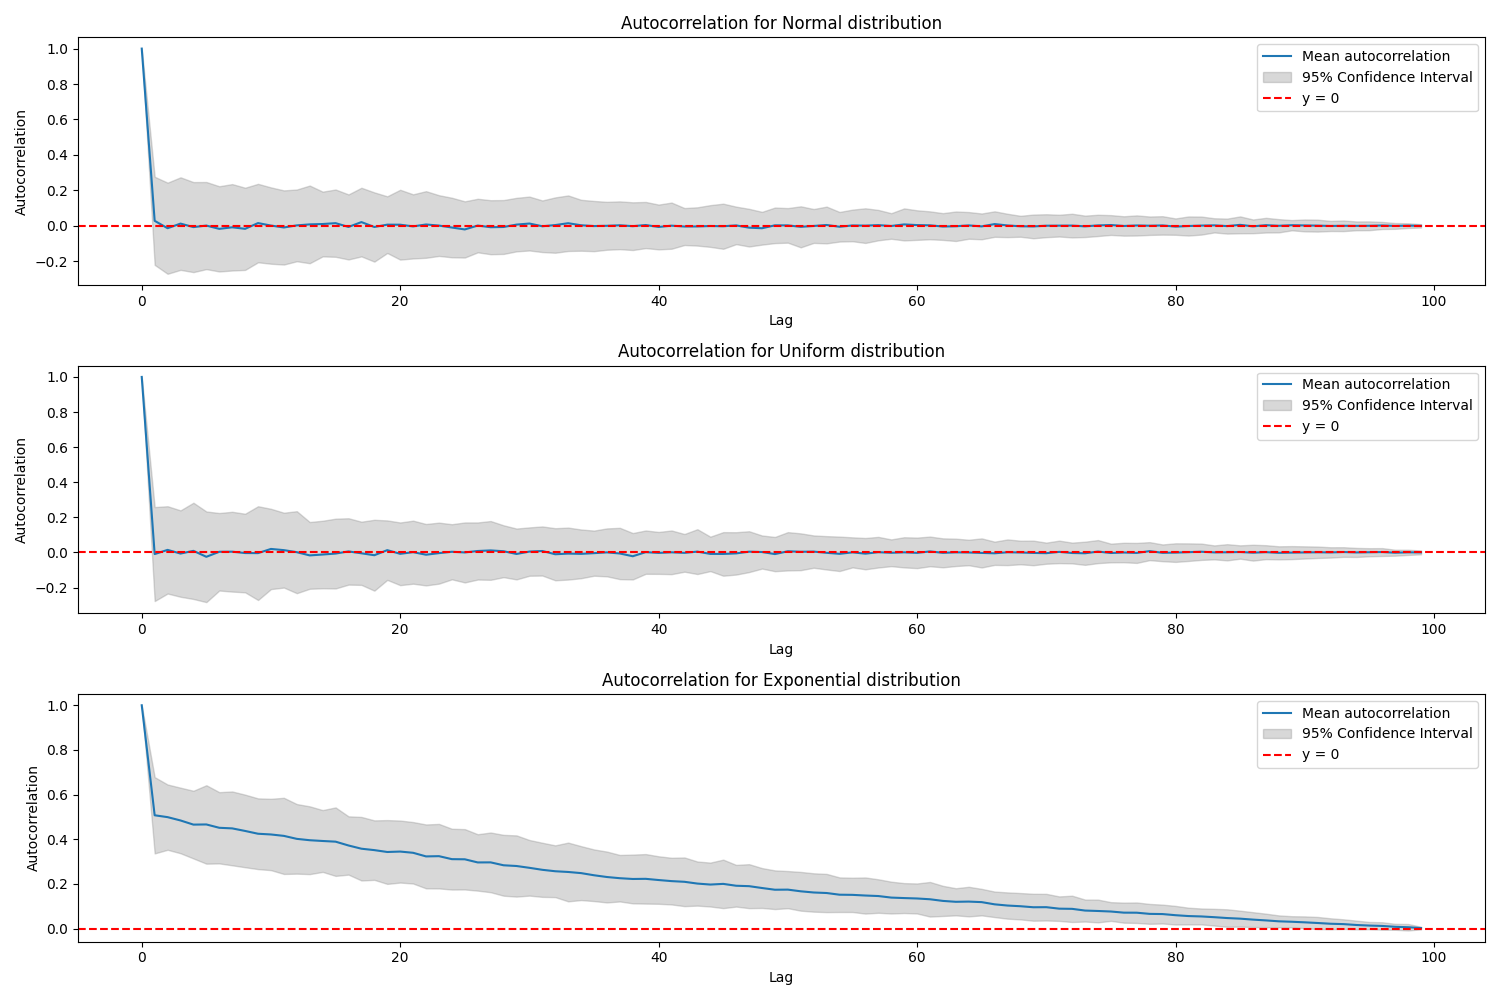 Autocorrelation for Normal distribution
Autocorrelation
1.0
0.8
0.6
0.4
0.2
0.0
−0.2
Mean autocorrelation
95% Confidence Interval
y = 0
0 20 40 60 80 100
Lag
Autocorrelation for Uniform distribution
Autocorrelation
1.0
0.8
0.6
0.4
0.2
0.0
−0.2
Mean autocorrelation
95% Confidence Interval
y = 0
0 20 40 60 80 100
Lag
Autocorrelation for Exponential distribution
Autocorrelation
1.0
0.8
0.6
0.4
0.2
0.0
Mean autocorrelation
95% Confidence Interval
y = 0
0 20 40 60 80 100
Lag